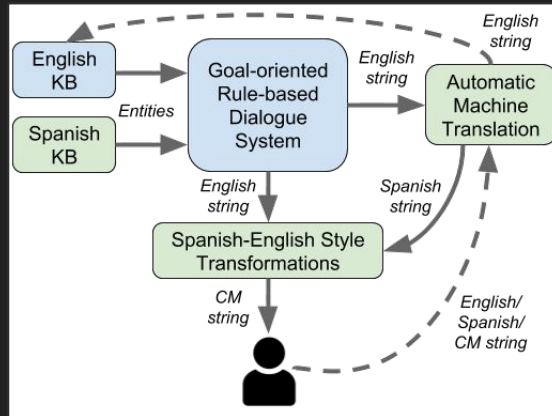 English
string
English
KB
Goal-oriented
Rule-based
Dialogue
System
English
string
Automatic
Machine
Translation
Entities
Spanish
KB
English
string
Spanish
string
Spanish-English Style
Transformations
CM
string
English/
Spanish/
CM string